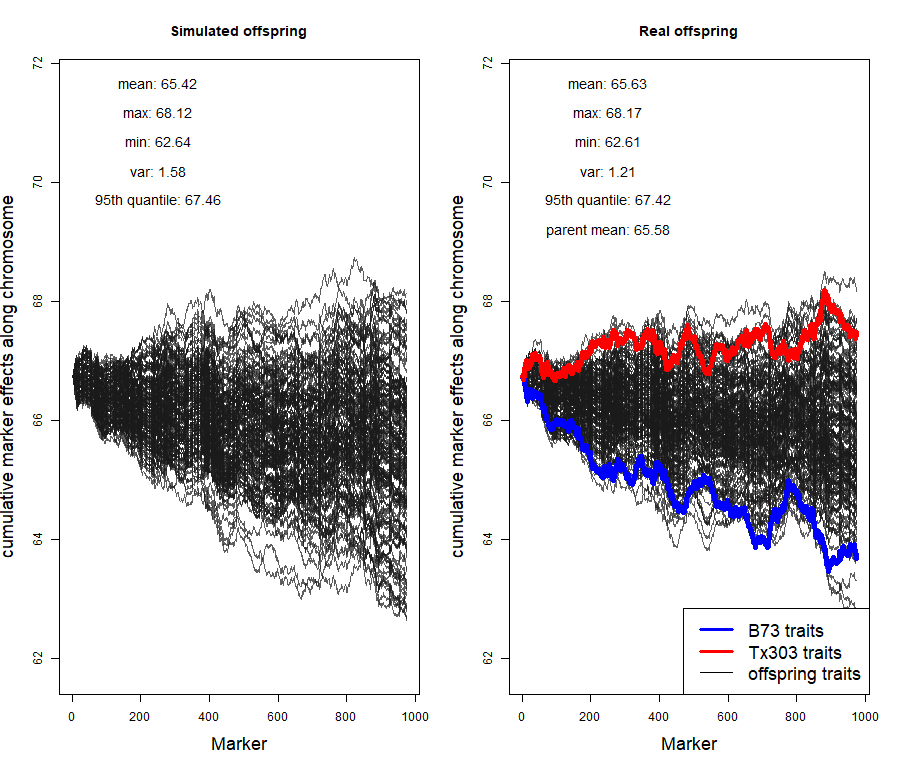 Simulated offspring
mean: 65.42
max: 68.12
min: 62.64
var: 1.58
95th quantile: 67.46
cumulative marker effects along chromosome
72
70
68
66
64
62
0 200 400 600 800 1000
Marker
Real offspring
mean: 65.63
max: 68.17
min: 62.61
var: 1.21
95th quantile: 67.42
parent mean: 65.58
cumulative marker effects along chromosome
72
70
68
66
64
62
B73 traits
Tx303 traits
offspring traits
0 200 400 600 800 1000
Marker